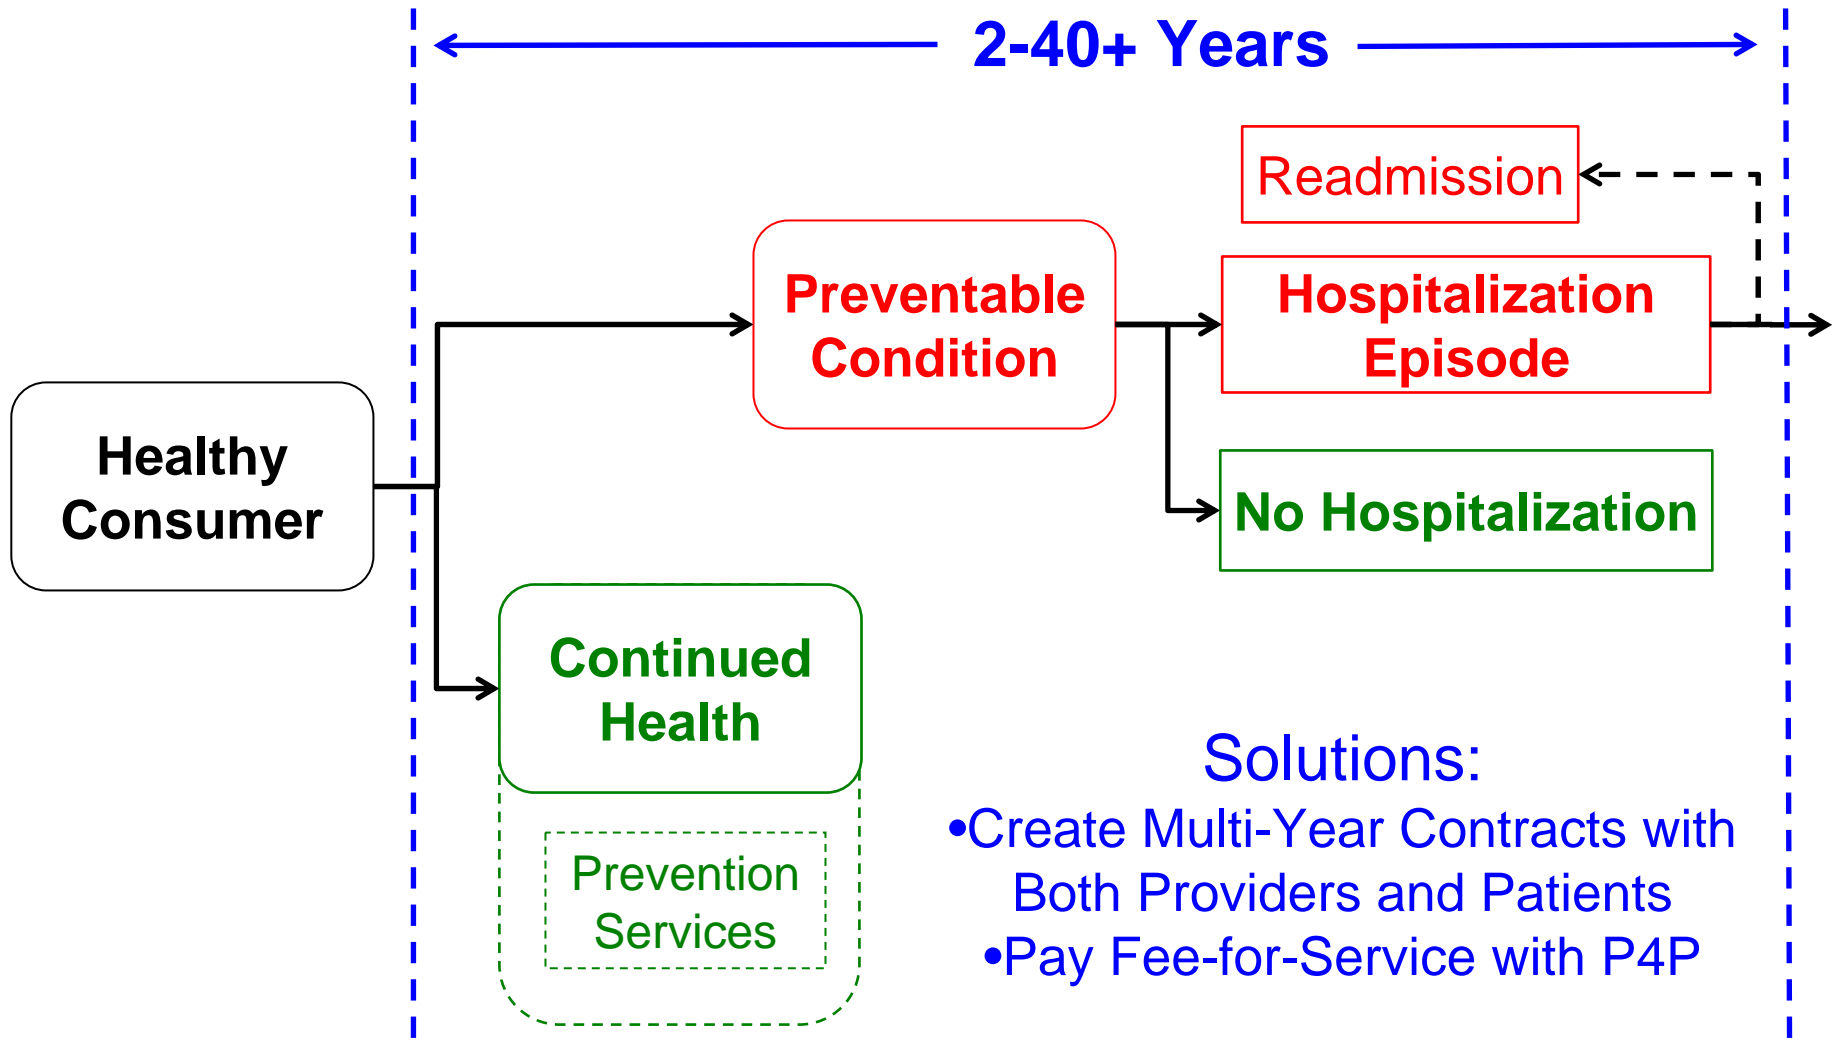 2-40+ Years
Readmission
Preventable
Condition
Hospitalization
Episode
Healthy
Consumer
No Hospitalization
Continued
Health
Prevention
Services
Solutions:
•Create Multi-Year Contracts with
Both Providers and Patients
•Pay Fee-for-Service with P4P